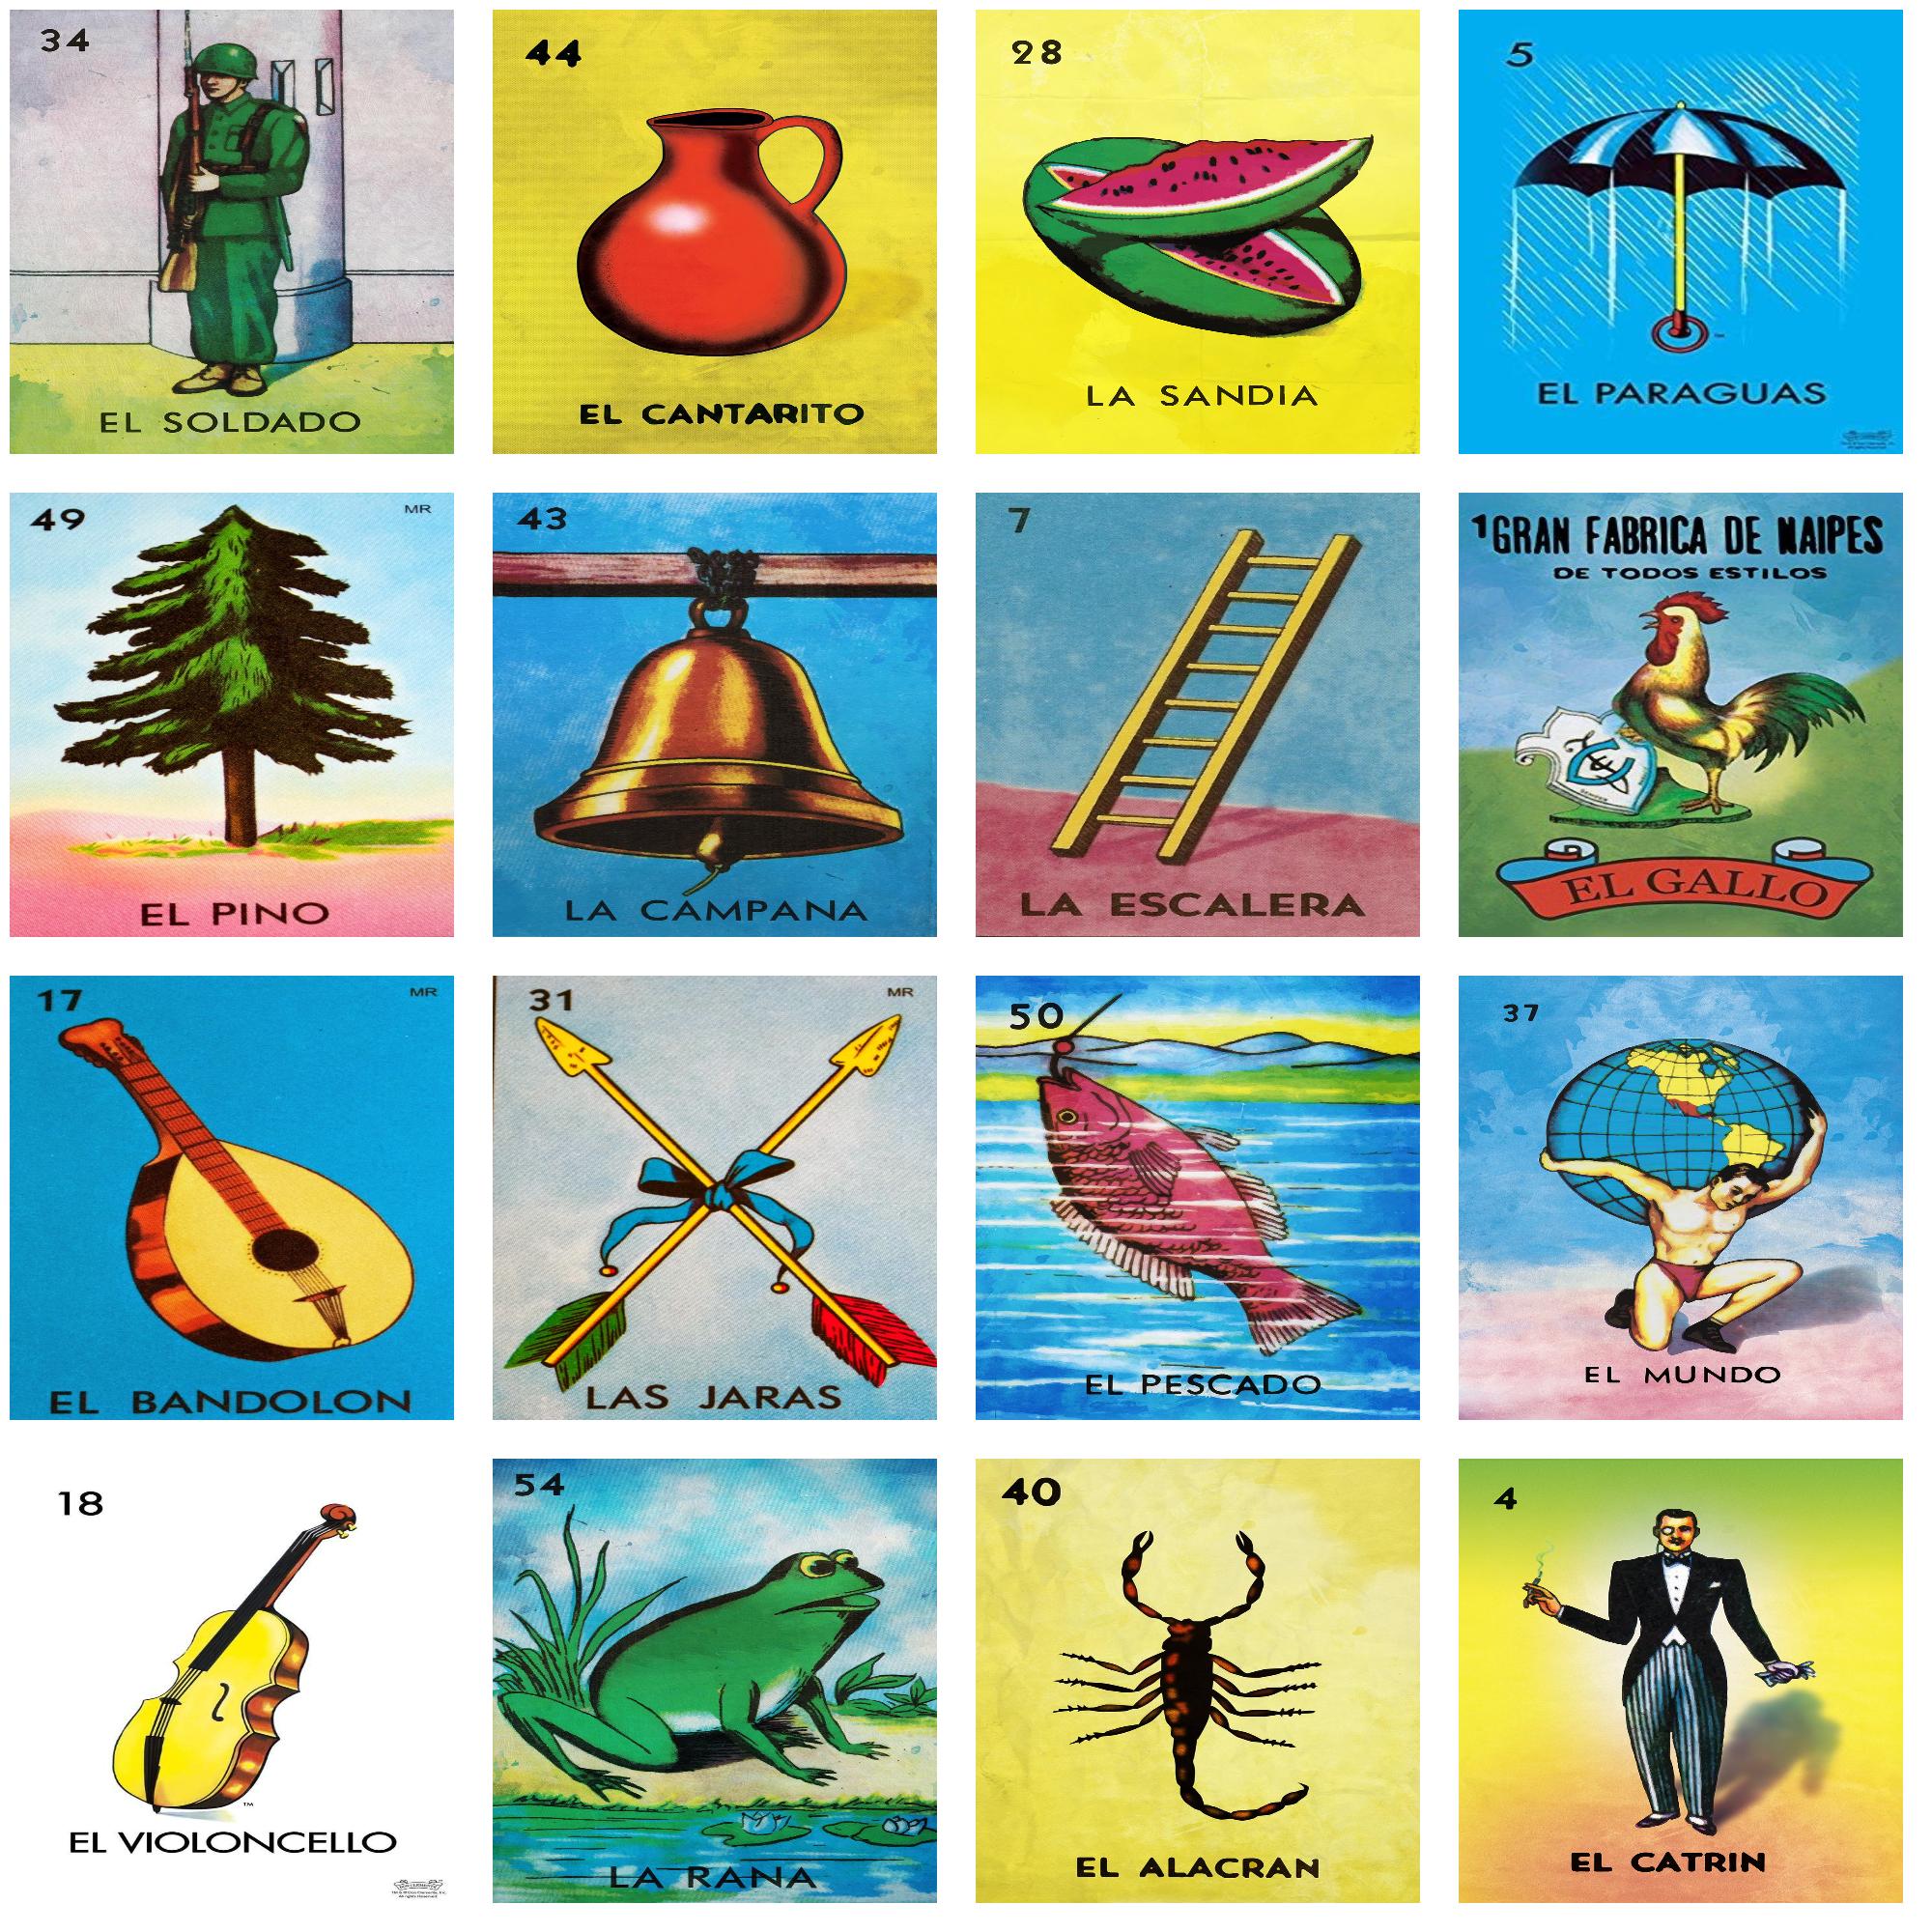 34
EL SOLDADO
44
EL CANTARITO
28
LA SANDIA
5
EL PARAGUAS
49
MR
EL PINO
43
LA CAMPANA
7
LA ESCALERA
1
GRAN FABRICA DE NAIPES
DE TODOS ESTILOS
EL GALLO
17
MR
EL BANDOLON
31
MR
LAS JARAS
50
EL PESCADO
37
EL MUNDO
18
TM
EL VIOLONCELLO
54
LA RANA
40
EL ALACRAN
4
EL CATRIN